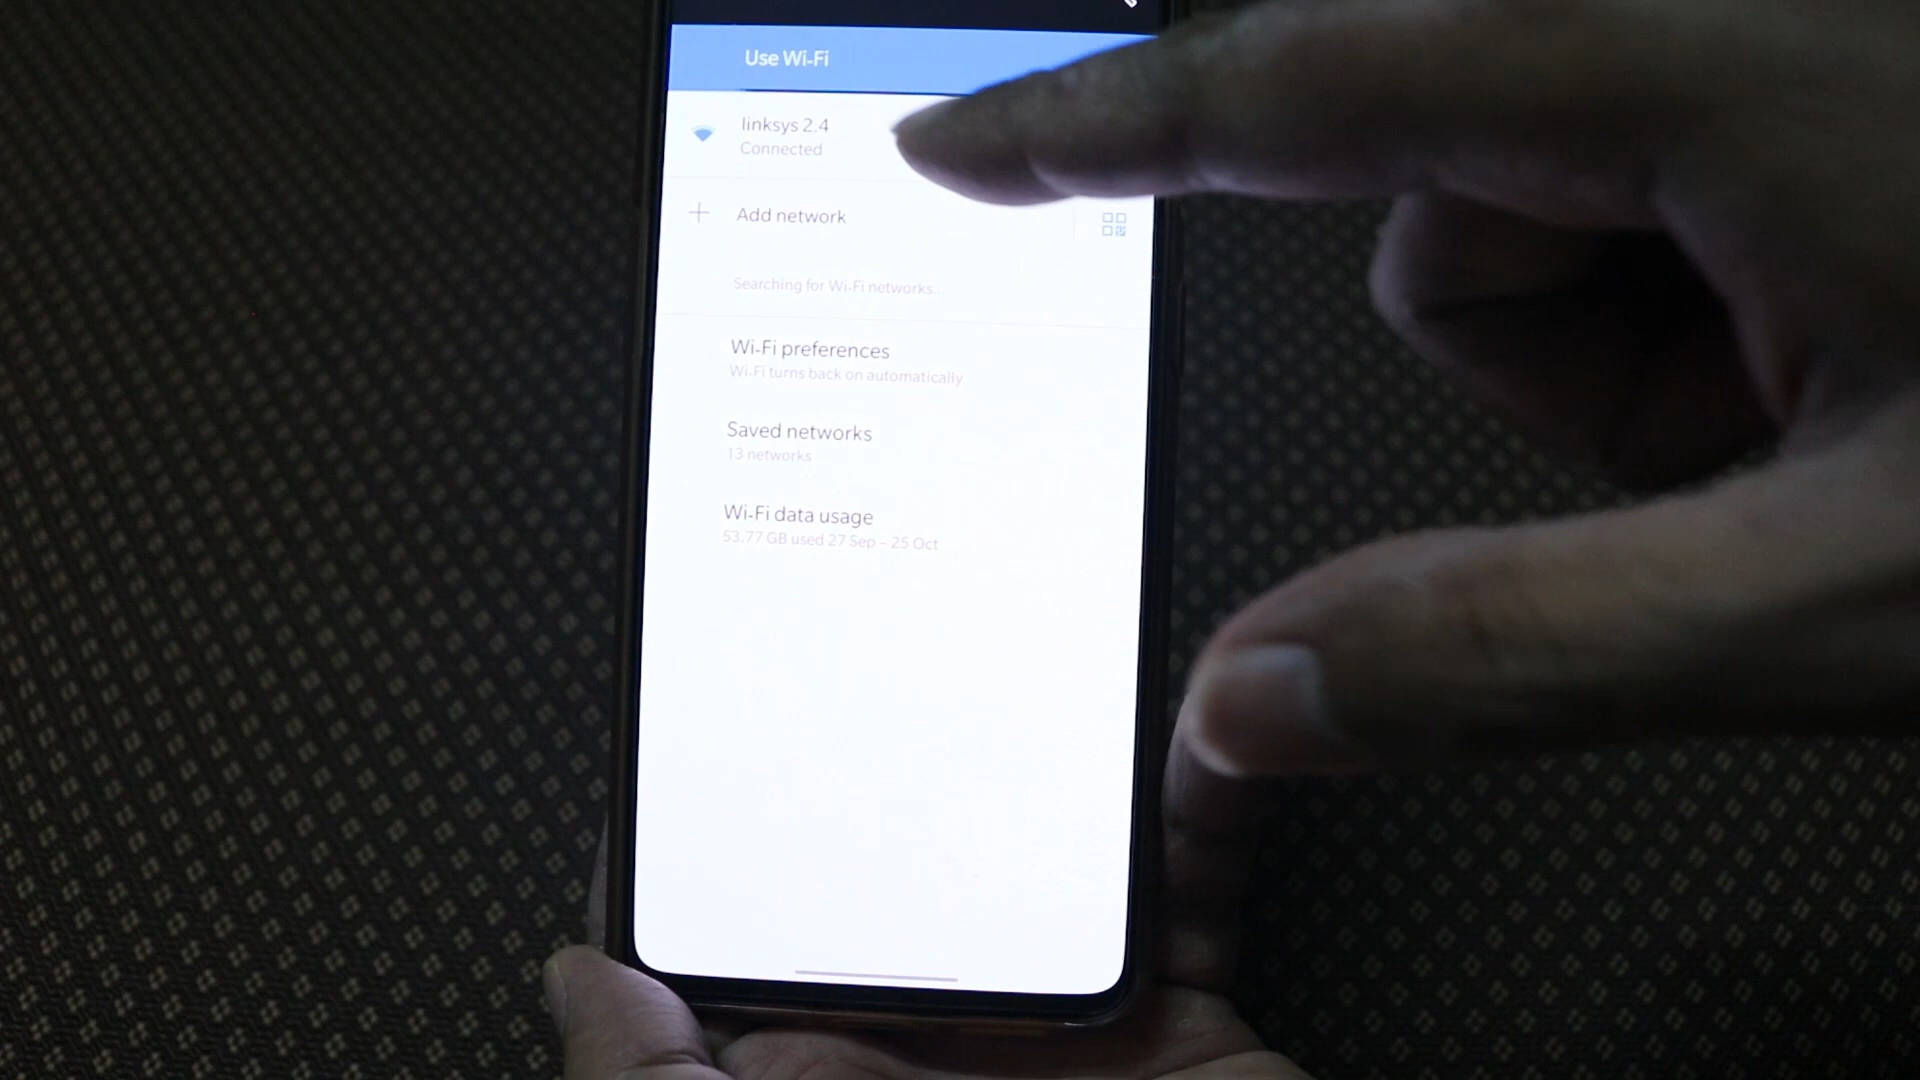 Use Wi-Fi
linksys 2.4
Connected
Add network
Searching for Wi-Fi networks...
Wi-Fi preferences
Wi-Fi turns back on automatically
Saved networks
13 networks
Wi-Fi data usage
53.77 GB used 27 Sep – 25 Oct